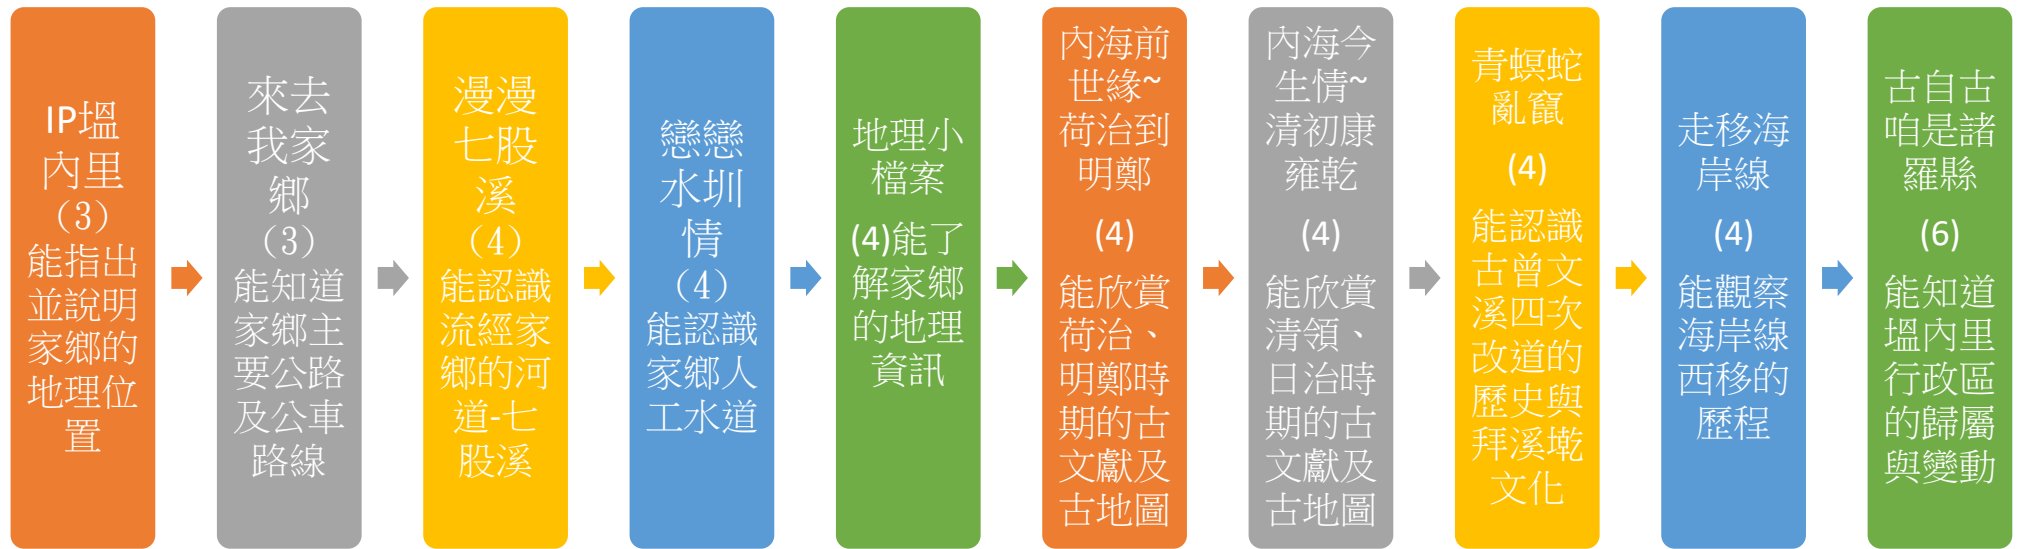 IP塭
內里
（3）
能指出
並說明
家鄉的
地理位
置
來去
我家
鄉
（3）
能知道
家鄉主
要公路
及公車
路線
漫漫
七股
溪
（4）
能認識
流經家
鄉的河
道-七
股溪
戀戀
水圳
情
（4）
能認識
家鄉人
工水道
地理小
檔案
(4)能了
解家鄉
的地理
資訊
內海前
世緣~
荷治到
明鄭
(4)
能欣賞
荷治、
明鄭時
期的古
文獻及
古地圖
內海今
生情~
清初康
雍乾
(4)
能欣賞
清領、
日治時
期的古
文獻及
古地圖
青螟蛇
亂竄
(4)
能認識
古曾文
溪四次
改道的
歷史與
拜溪墘
文化
走移海
岸線
(4)
能觀察
海岸線
西移的
歷程
古自古
咱是諸
羅縣
(6)
能知道
塭內里
行政區
的歸屬
與變動